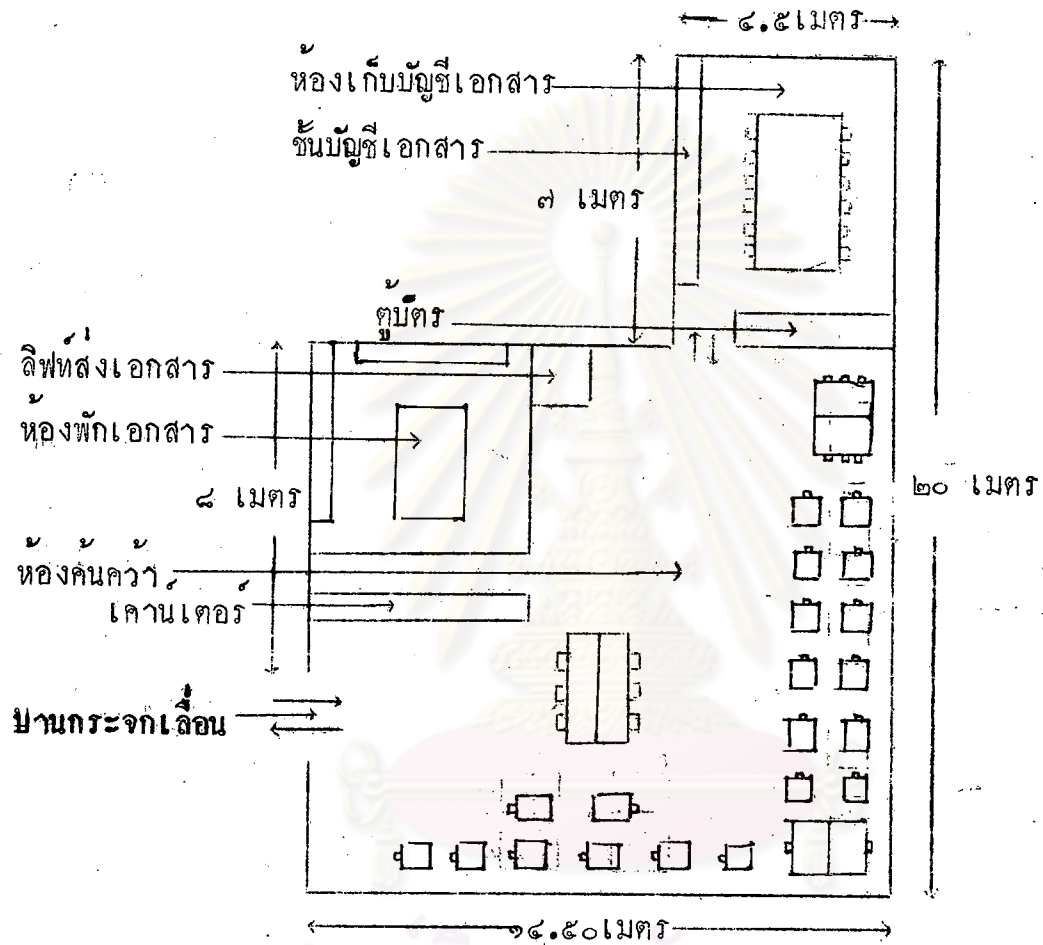 ๔.๕ เมตร
ห้องเก็บบัญชีเอกสาร
ชั้นบัญชีเอกสาร
๗ เมตร
ตู้บัตร
ลิฟท์ส่งเอกสาร
ห้องพักเอกสาร
๘ เมตร
๒๐ เมตร
ห้องค้นคว้า
เคาน์เตอร์
บานกระจกเลื่อน
๑๔.๕๐ เมตร